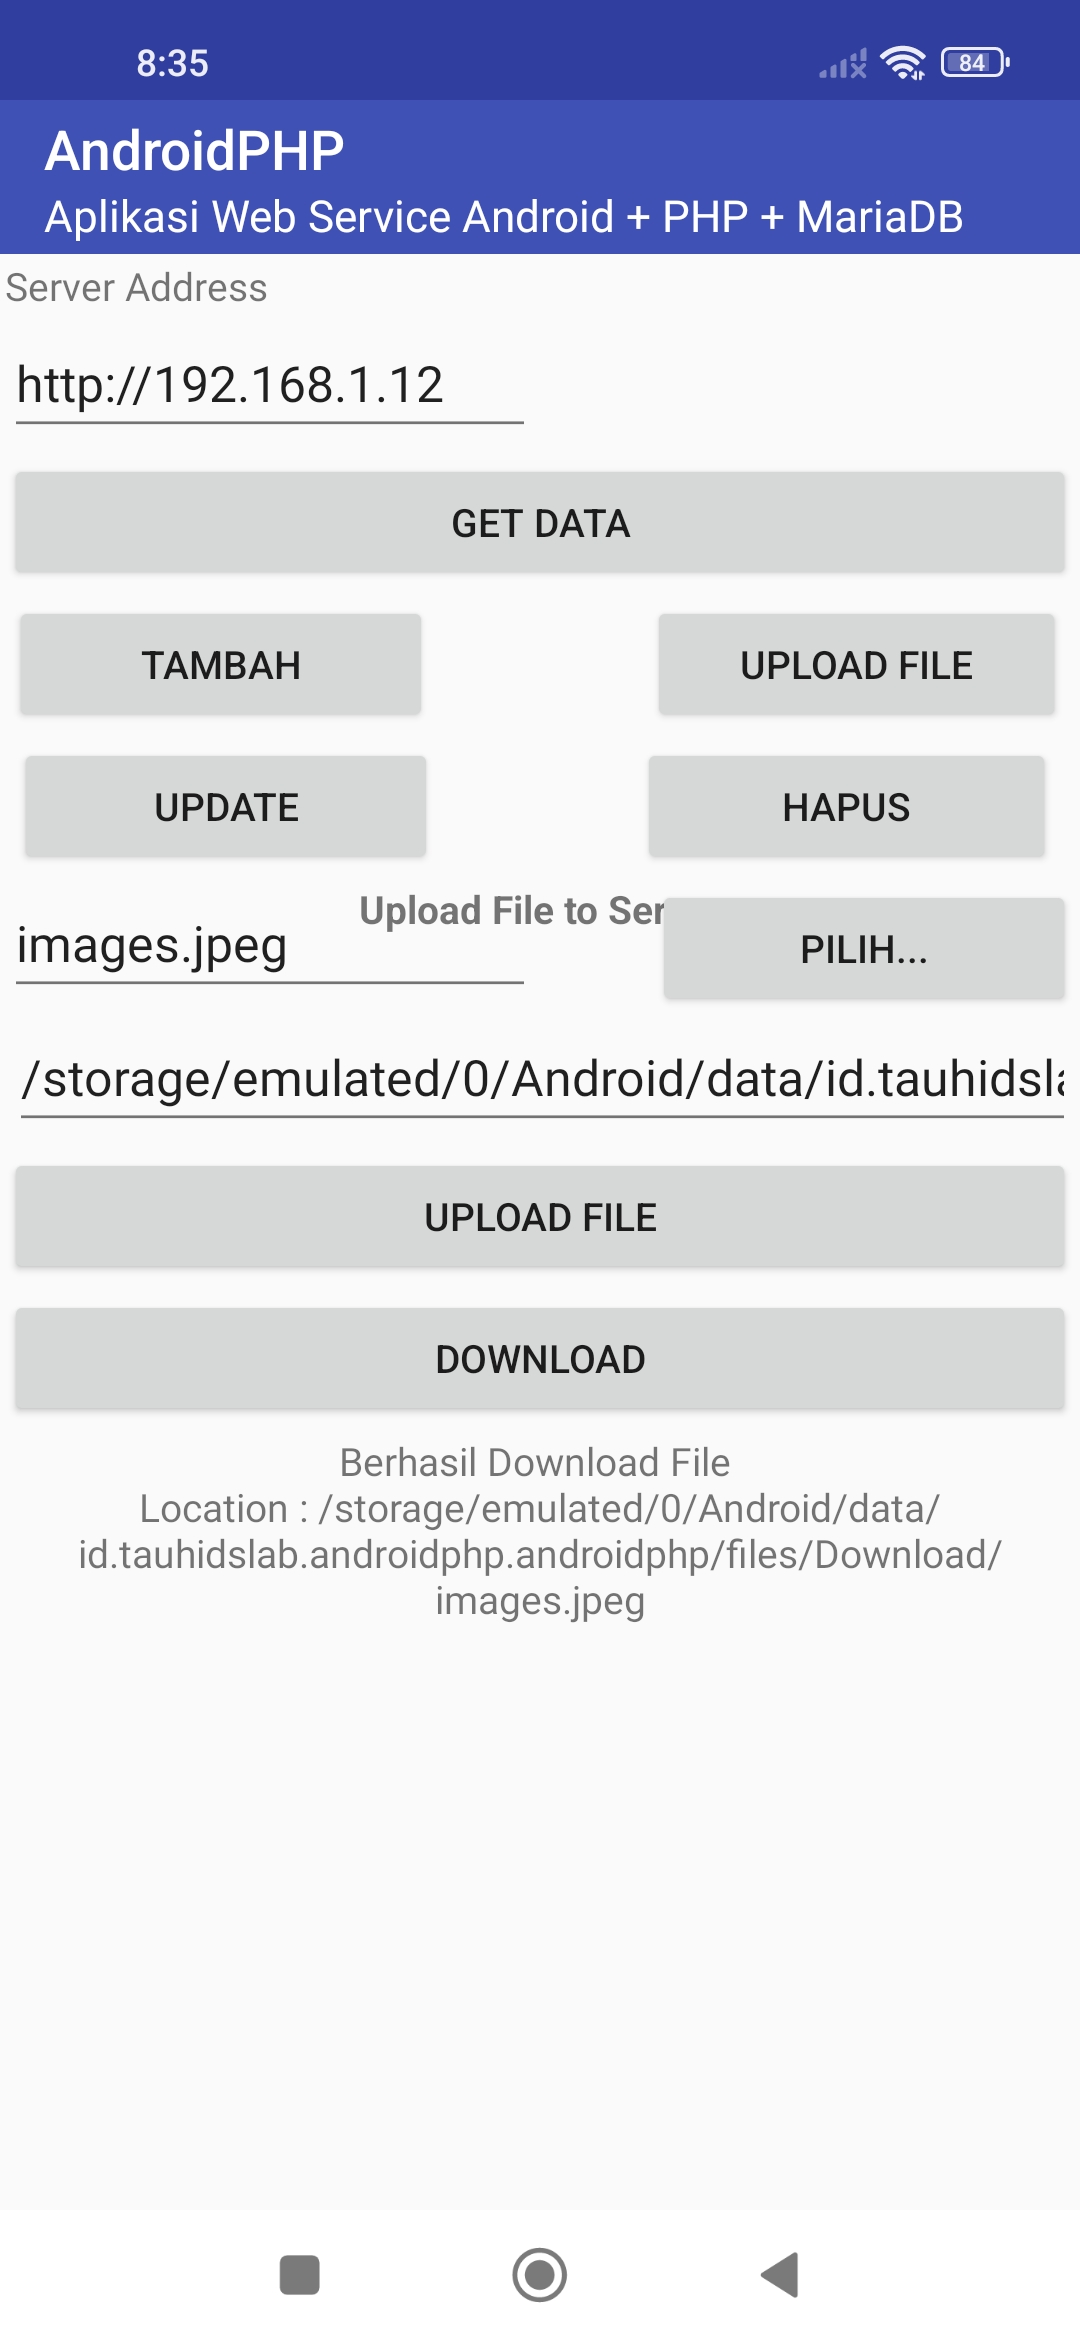 8:35
84
AndroidPHP
Aplikasi Web Service Android + PHP + MariaDB
Server Address
http://192.168.1.12
GET DATA
TAMBAH
UPLOAD FILE
UPDATE
HAPUS
Upload File to Ser
images.jpeg
PILIH...
/storage/emulated/0/Android/data/id.tauhidsla
UPLOAD FILE
DOWNLOAD
Berhasil Download File
Location : /storage/emulated/0/Android/data/
id.tauhidslab.androidphp.androidphp/files/Download/
images.jpeg